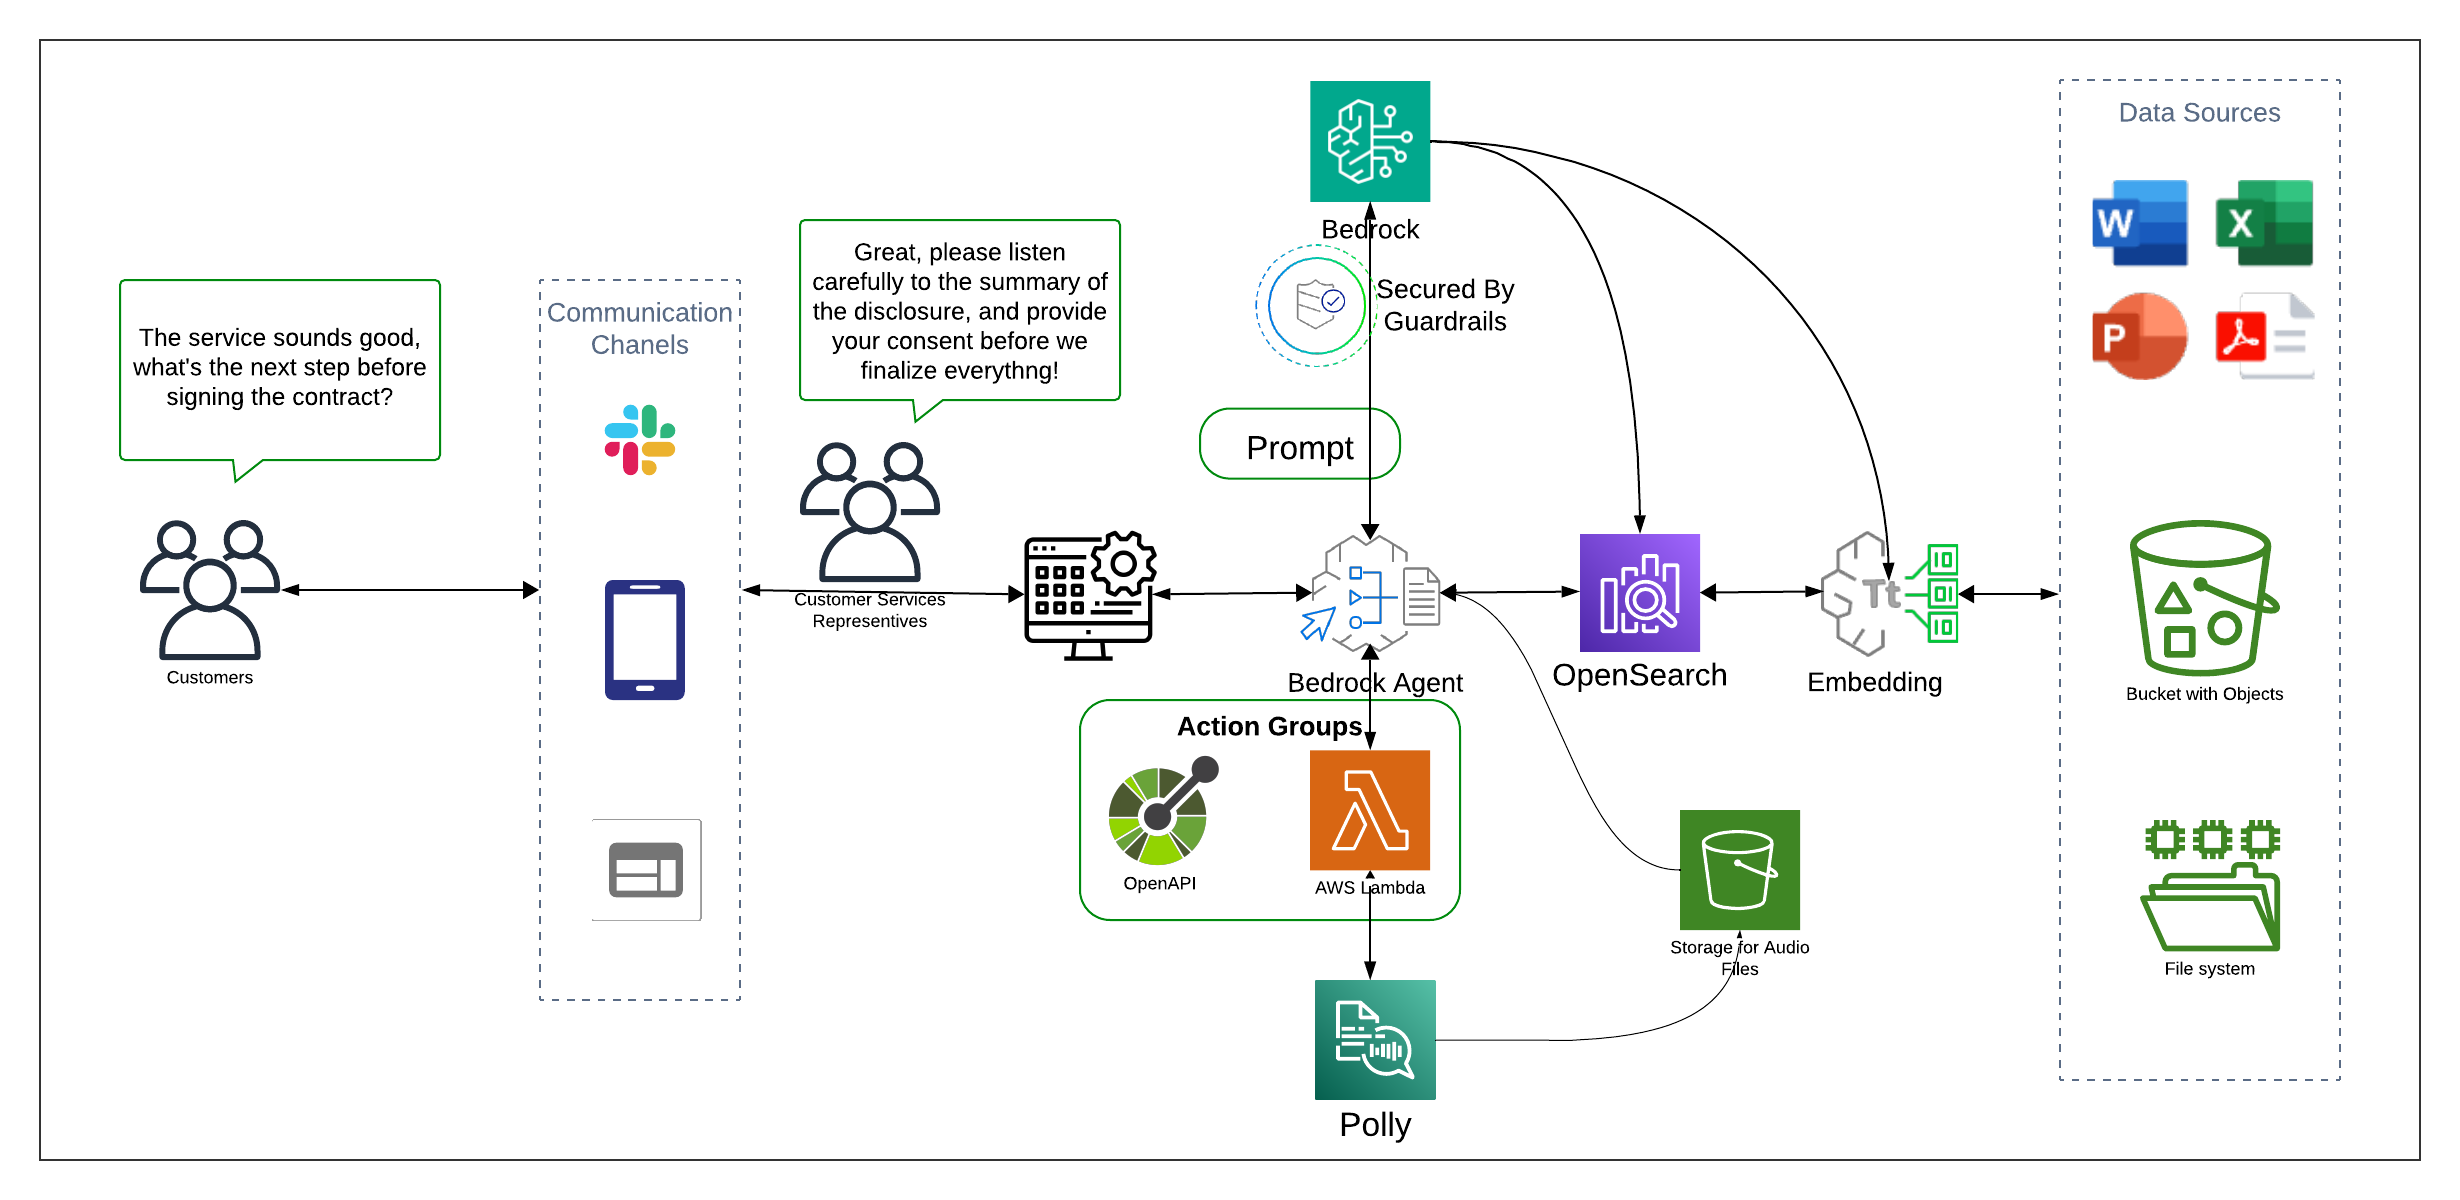 Data Sources
W
X
P
Bedrock
Secured By
Guardrails
Great, please listen
carefully to the summary of
the disclosure, and provide
your consent before we
finalize everythng!
The service sounds good,
what's the next step before
signing the contract?
Communication
Chanels
Prompt
Customers
Customer Services
Representives
Bedrock Agent
OpenSearch
Tt
Embedding
Bucket with Objects
Action Groups
OpenAPI
AWS Lambda
Storage for Audio
Files
File system
Polly